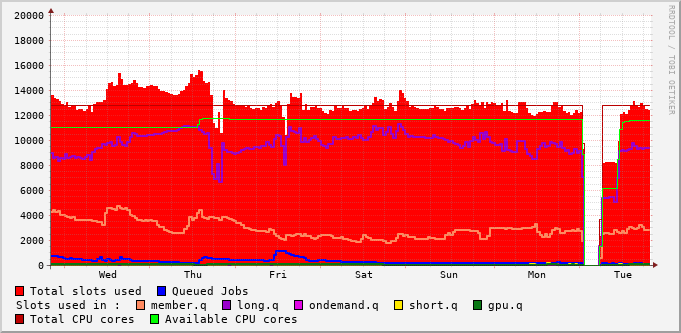 20000
18000
16000
14000
12000
10000
8000
6000
4000
2000
0
Wed Thu Fri Sat Sun Mon Tue
RRDTOOL / TOBI OETIKER
Total slots used Queued Jobs
Slots used in : member.q long.q ondemand.q short.q gpu.q
Total CPU cores Available CPU cores